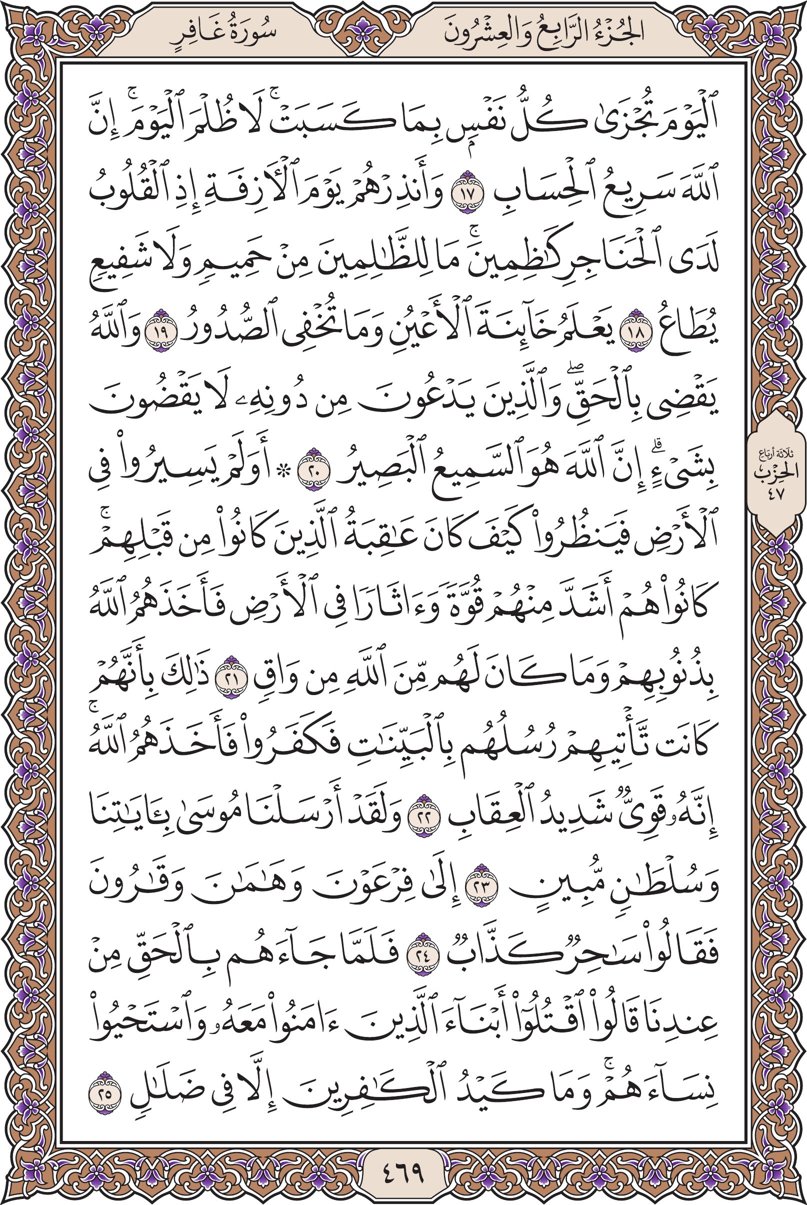 الجُزْءُ الرَّابِعُ وَالعِشْرُونَ
سُورَةُ غَافِرٍ
ٱلْيَوْمَ تُجْزَىٰ كُلُّ نَفْسٍۭ بِمَا كَسَبَتْۚ لَا ظُلْمَ ٱلْيَوْمَۚ إِنَّ
ٱللَّهَ سَرِيعُ ٱلْحِسَابِ ١٧ وَأَنذِرْهُمْ يَوْمَ ٱلْأٓزِفَةِ إِذِ ٱلْقُلُوبُ
لَدَى ٱلْحَنَاجِرِ كَٰظِمِينَۚ مَا لِلظَّٰلِمِينَ مِنْ حَمِيمٖ وَلَا شَفِيعٖ
يُطَاعُ ١٨ يَعْلَمُ خَآئِنَةَ ٱلْأَعْيُنِ وَمَا تُخْفِي ٱلصُّدُورُ ١٩ وَٱللَّهُ
يَقْضِي بِٱلْحَقِّۖ وَٱلَّذِينَ يَدْعُونَ مِن دُونِهِۦ لَا يَقْضُونَ
بِشَيْءٍۗ إِنَّ ٱللَّهَ هُوَ ٱلسَّمِيعُ ٱلْبَصِيرُ ٢٠ ۞ أَوَلَمْ يَسِيرُوا۟ فِي
ٱلْأَرْضِ فَيَنظُرُوا۟ كَيْفَ كَانَ عَٰقِبَةُ ٱلَّذِينَ كَانُوا۟ مِن قَبْلِهِمْۚ
كَانُوا۟ هُمْ أَشَدَّ مِنْهُمْ قُوَّةٗ وَءَاثَارٗا فِي ٱلْأَرْضِ فَأَخَذَهُمُ ٱللَّهُ
بِذُنُوبِهِمْ وَمَا كَانَ لَهُم مِّنَ ٱللَّهِ مِن وَاقٖ ٢١ ذَٰلِكَ بِأَنَّهُمْ
كَانَت تَّأْتِيهِمْ رُسُلُهُم بِٱلْبَيِّنَٰتِ فَكَفَرُوا۟ فَأَخَذَهُمُ ٱللَّهُۚ
إِنَّهُۥ قَوِيّٞ شَدِيدُ ٱلْعِقَابِ ٢٢ وَلَقَدْ أَرْسَلْنَا مُوسَىٰ بِـَٔايَٰتِنَا
وَسُلْطَٰنٖ مُّبِينٍ ٢٣ إِلَىٰ فِرْعَوْنَ وَهَٰمَٰنَ وَقَٰرُونَ
فَقَالُوا۟ سَٰحِرٞ كَذَّابٞ ٢٤ فَلَمَّا جَآءَهُم بِٱلْحَقِّ مِنْ
عِندِنَا قَالُوا۟ ٱقْتُلُوٓا۟ أَبْنَآءَ ٱلَّذِينَ ءَامَنُوا۟ مَعَهُۥ وَٱسْتَحْيُوا۟
نِسَآءَهُمْۚ وَمَا كَيْدُ ٱلْكَٰفِرِينَ إِلَّا فِي ضَلَٰلٖ ٢٥
ثلاثة أرباع
الحِزْب
٤٧
٤٦٩